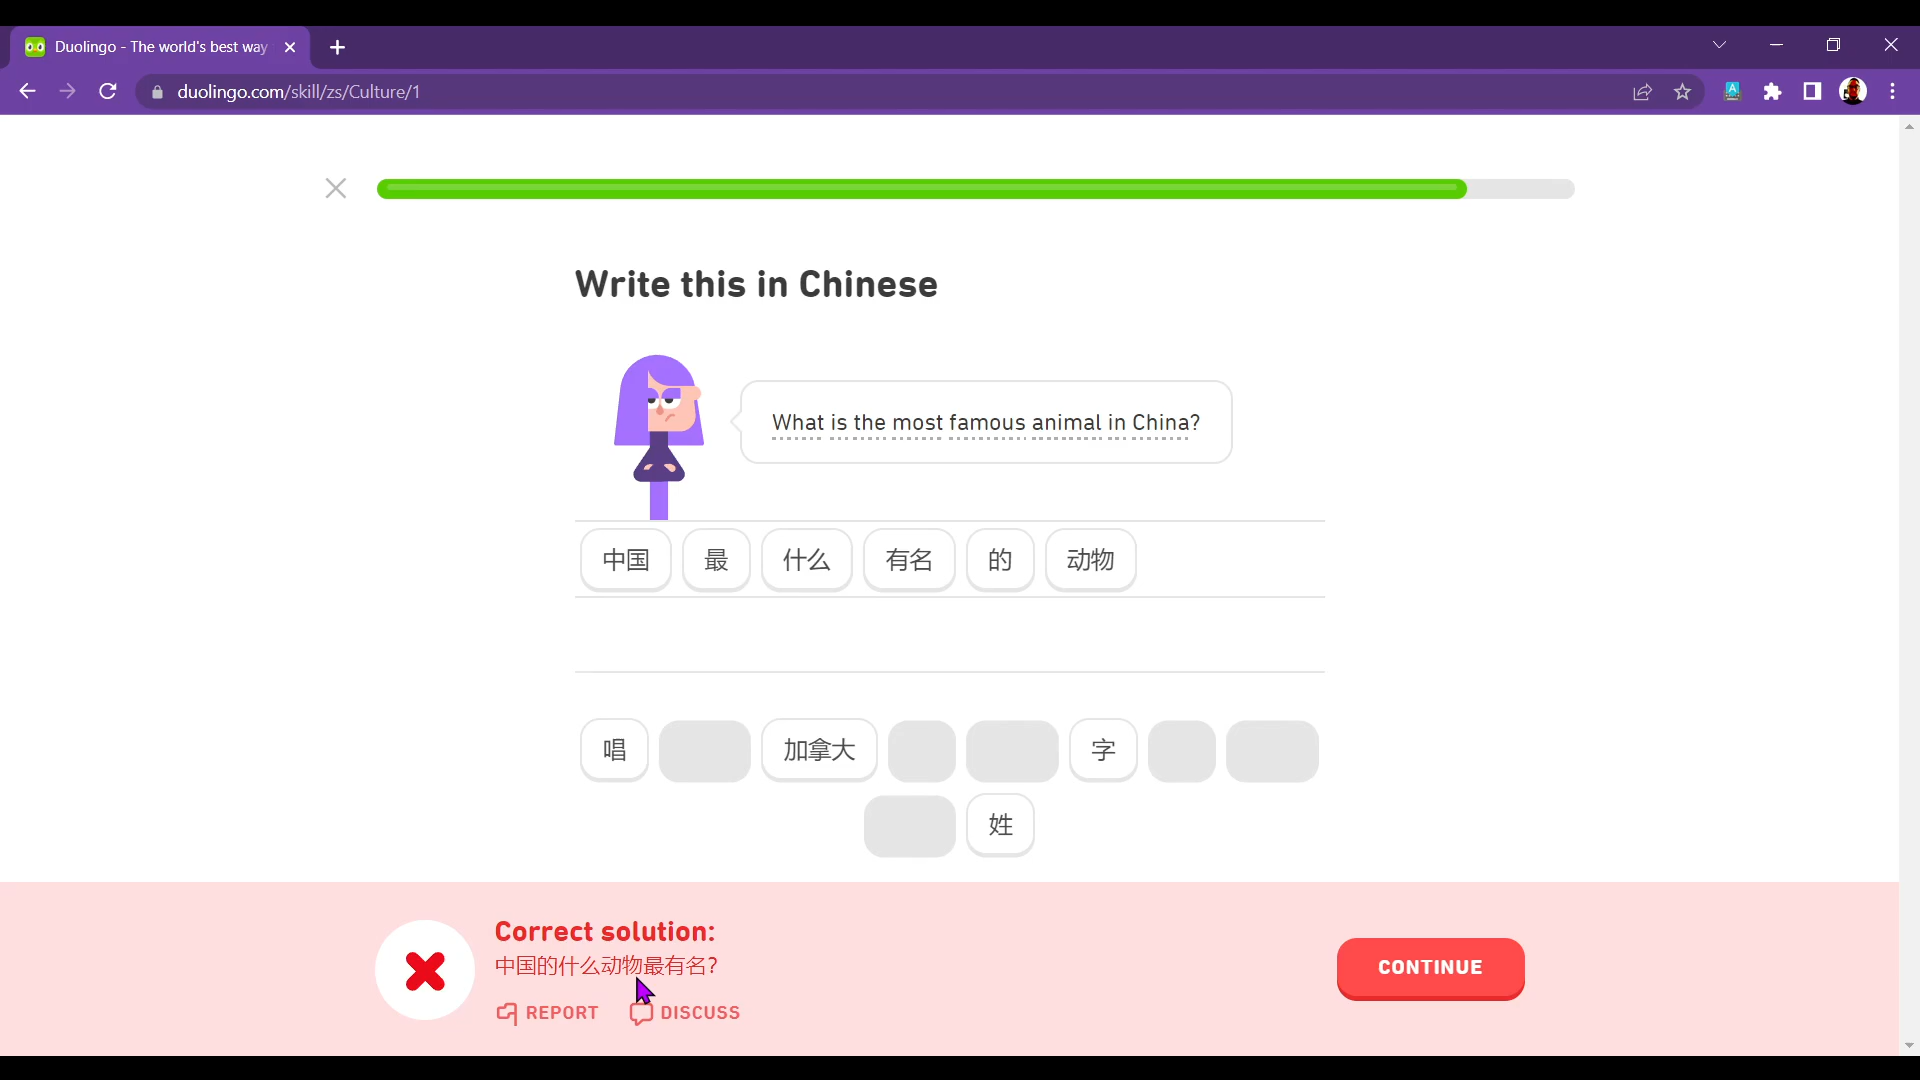 Duolingo - The world's best way
duolingo.com/skill/zs/Culture/1
Write this in Chinese
What is the most famous animal in China?
中国 最 什么 有名 的 动物
唱 加拿大 字
姓
Correct solution:
中国的什么动物最有名?
REPORT DISCUSS
CONTINUE